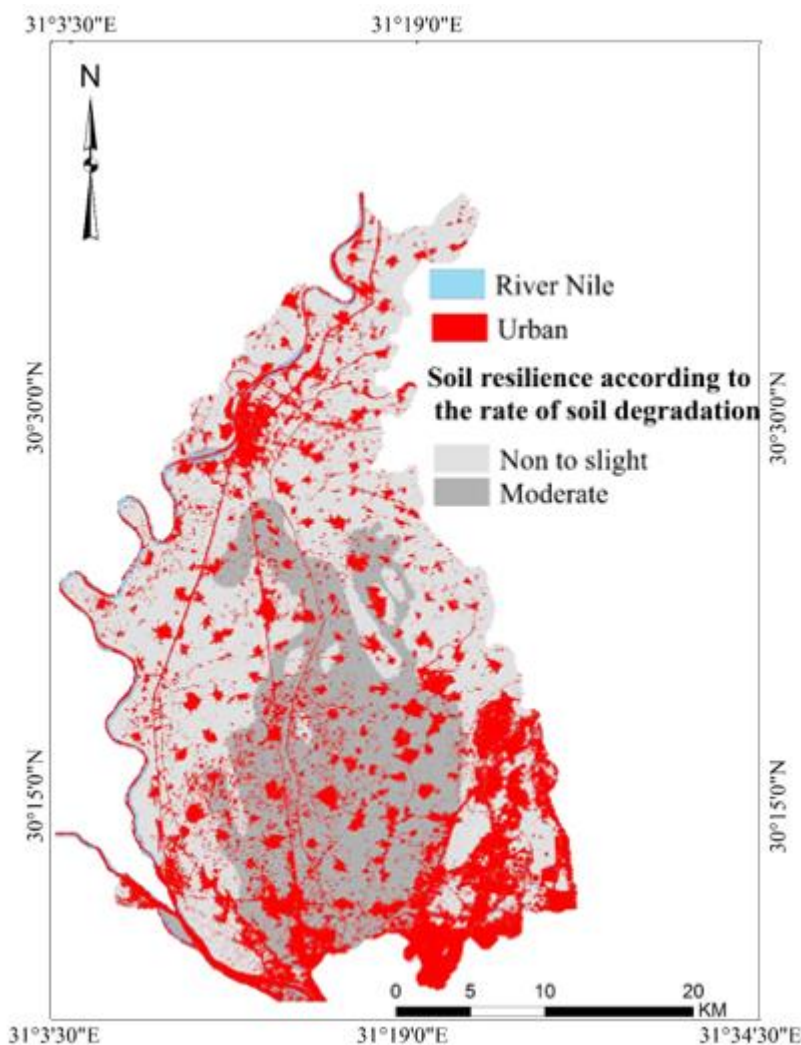 31°3'30"E
31°19'0"E
N
River Nile
Urban
Soil resilience according to
the rate of soil degradation
Non to slight
Moderate
30°30'0"N
30°30'0"N
30°15'0"N
30°15'0"N
0 5 10 20
KM
31°3'30"E
31°19'0"E
31°34'30"E